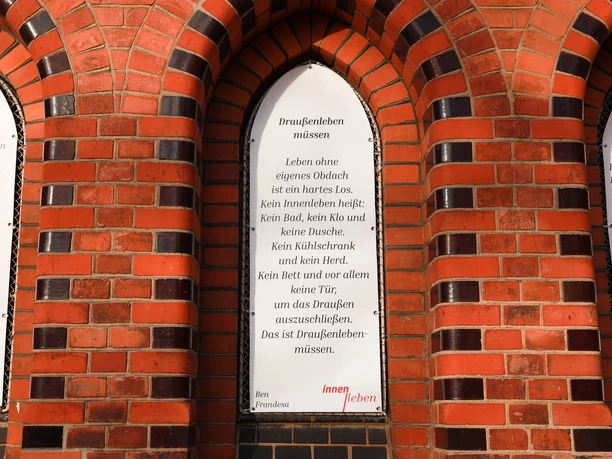 Draußenleben
müssen
Leben ohne
eigenes Obdach
ist ein hartes Los.
Kein Innenleben heißt:
Kein Bad, kein Klo und
keine Dusche.
Kein Kühlschrank
und kein Herd.
Kein Bett und vor allem
keine Tür,
um das Draußen
auszuschließen.
Das ist Draußenleben-
müssen.
Ben
Frandesa
innen
leben